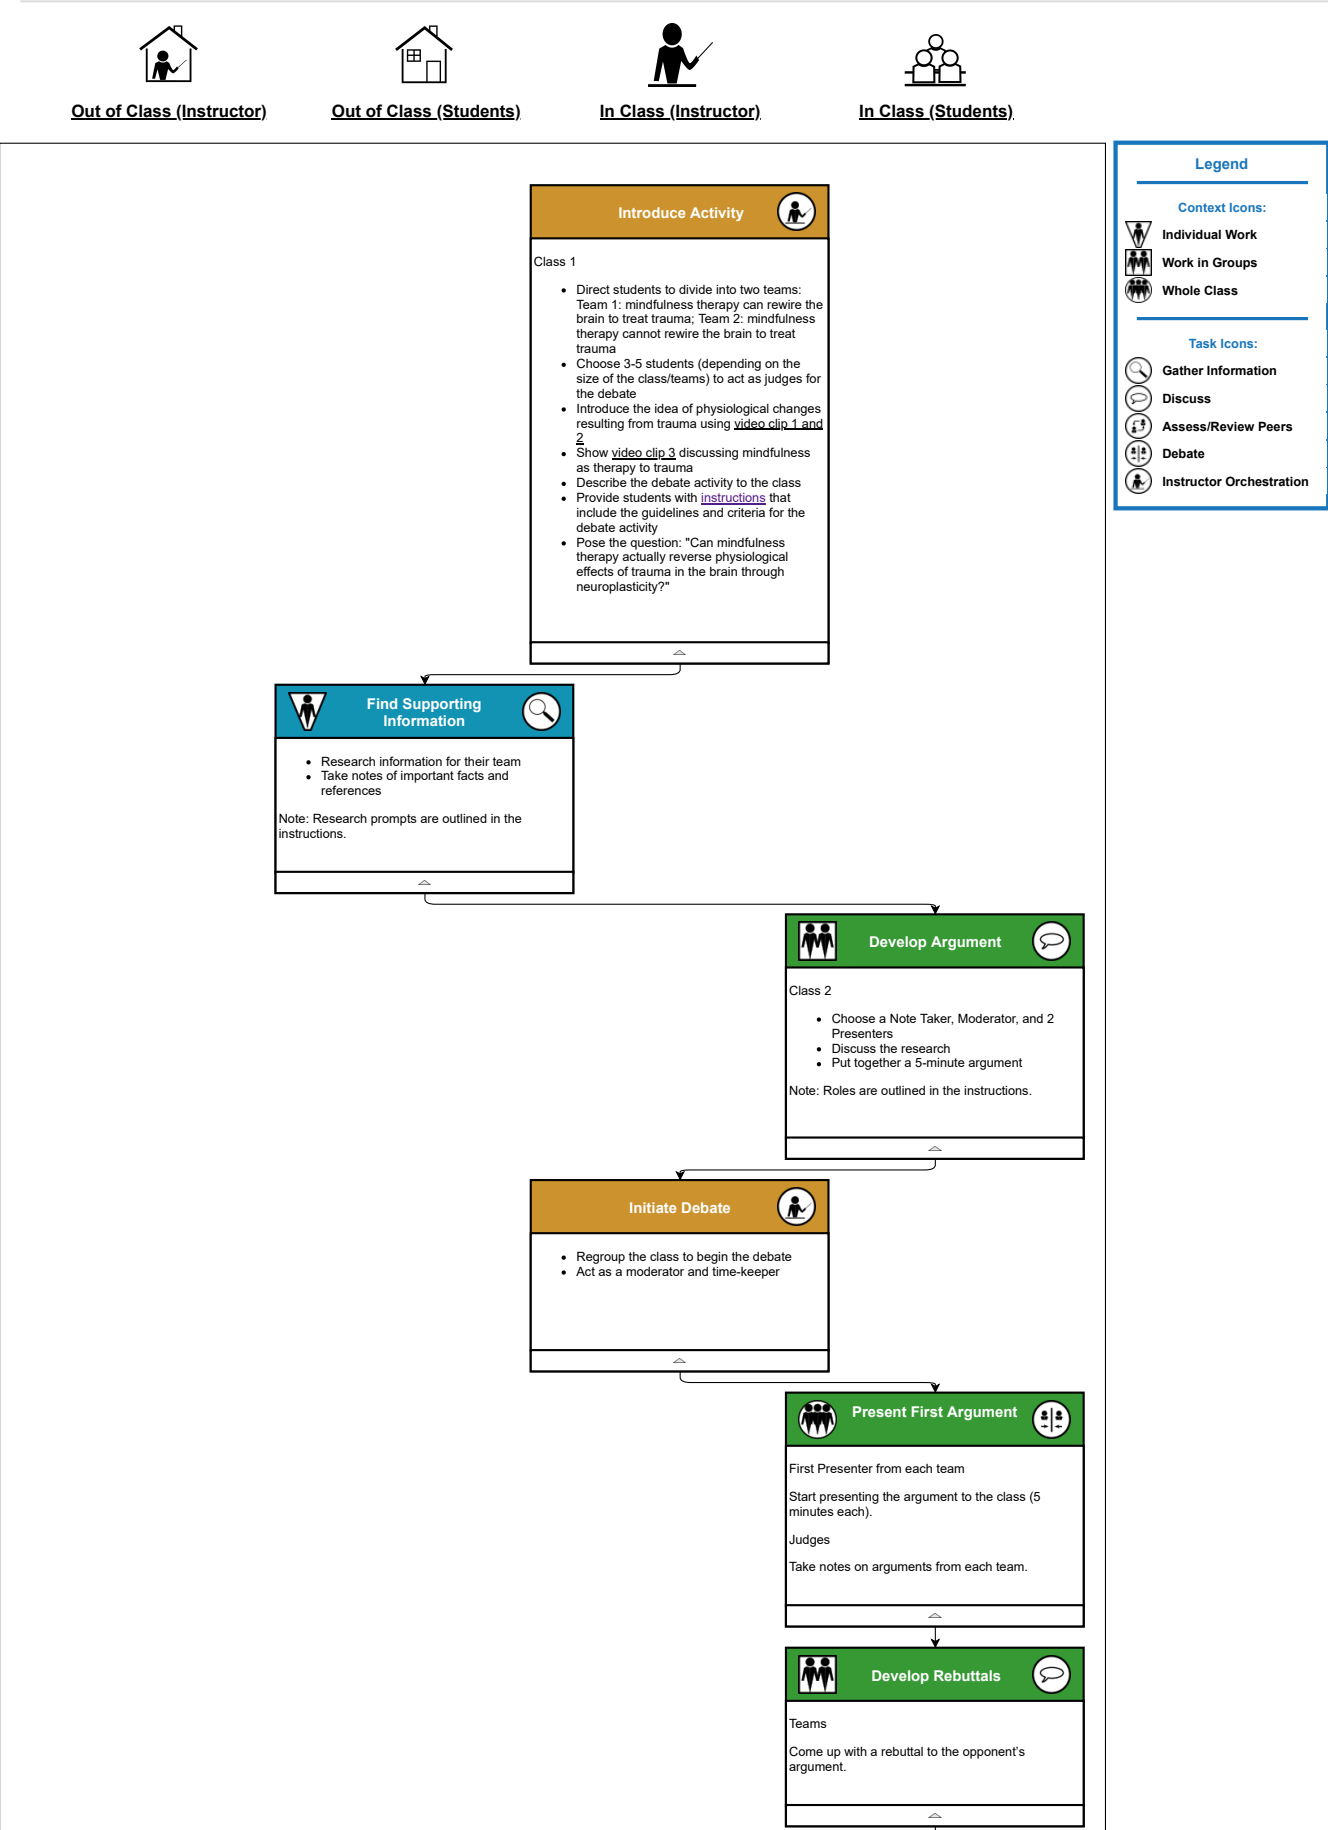 Out of Class (Instructor)
Out of Class (Students)
In Class (Instructor)
In Class (Students)
Legend
Context Icons:
Individual Work
Work in Groups
Whole Class
Task Icons:
Gather Information
Discuss
Assess/Review Peers
Debate
Instructor Orchestration
Introduce Activity
Class 1
Direct students to divide into two teams:
Team 1: mindfulness therapy can rewire the
brain to treat trauma; Team 2: mindfulness
therapy cannot rewire the brain to treat
trauma
Choose 3-5 students (depending on the
size of the class/teams) to act as judges for
the debate
Introduce the idea of physiological changes
resulting from trauma using video clip 1 and
2
Show video clip 3 discussing mindfulness
as therapy to trauma
Describe the debate activity to the class
Provide students with instructions that
include the guidelines and criteria for the
debate activity
Pose the question: "Can mindfulness
therapy actually reverse physiological
effects of trauma in the brain through
neuroplasticity?"
Find Supporting
Information
Research information for their team
Take notes of important facts and
references
Note: Research prompts are outlined in the
instructions.
Develop Argument
Class 2
Choose a Note Taker, Moderator, and 2
Presenters
Discuss the research
Put together a 5-minute argument
Note: Roles are outlined in the instructions.
Initiate Debate
Regroup the class to begin the debate
Act as a moderator and time-keeper
Present First Argument
First Presenter from each team
Start presenting the argument to the class (5
minutes each).
Judges
Take notes on arguments from each team.
Develop Rebuttals
Teams
Come up with a rebuttal to the opponent's
argument.